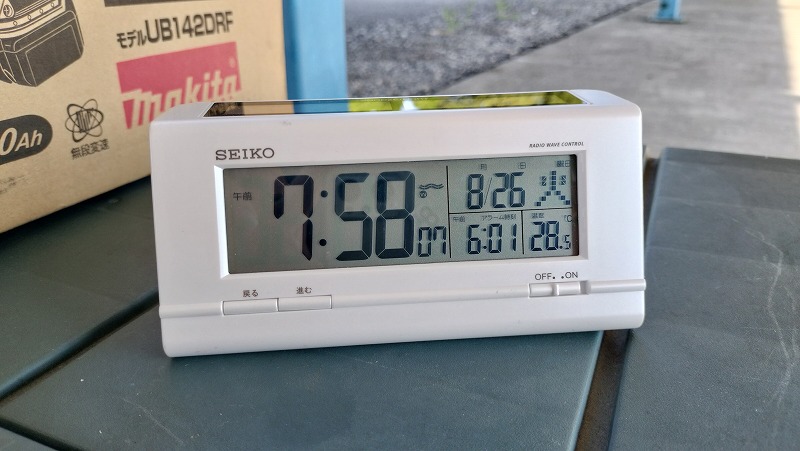 モデルUB142DRF
makita
0Ah
無段変速
SEIKO
RADIO WAVE CONTROL
午前
7:58 07
月 日 曜日
8/26 火
午前 アラーム時刻
6:01
温度 ℃
28.5
OFF. .ON
戻る 進む